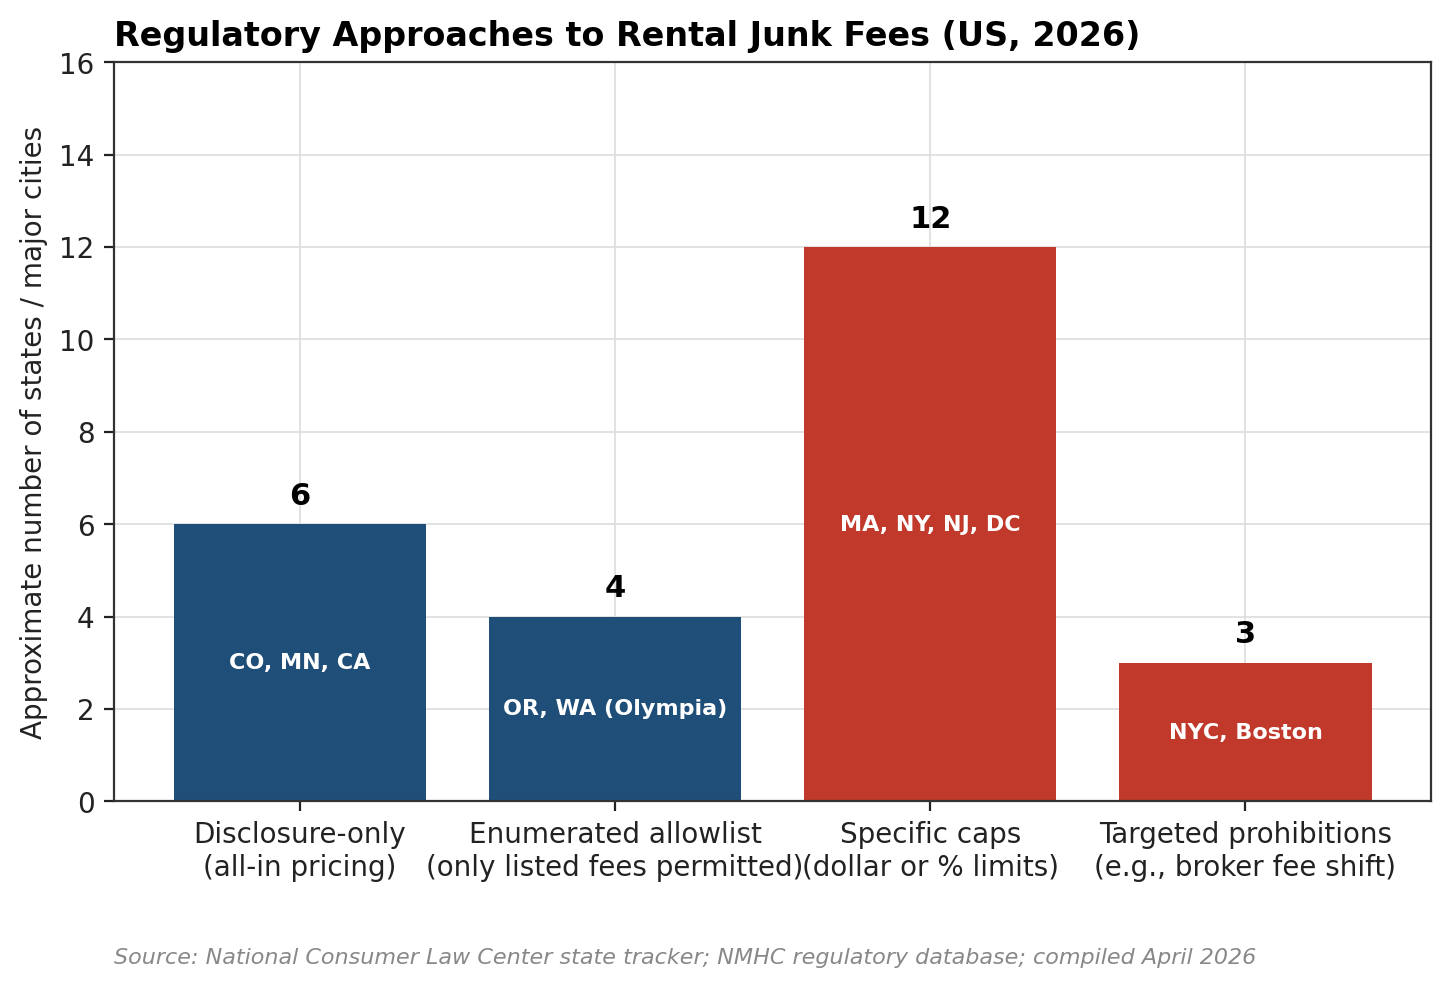 Regulatory Approaches to Rental Junk Fees (US, 2026)
Approximate number of states / major cities
16
14
12
10
8
6
4
2
0
6
4
12
3
CO, MN, CA
OR, WA (Olympia)
MA, NY, NJ, DC
NYC, Boston
Disclosure-only
(all-in pricing)
Enumerated allowlist
(only listed fees permitted)
Specific caps
(dollar or % limits)
Targeted prohibitions
(e.g., broker fee shift)
Source: National Consumer Law Center state tracker; NMHC regulatory database; compiled April 2026